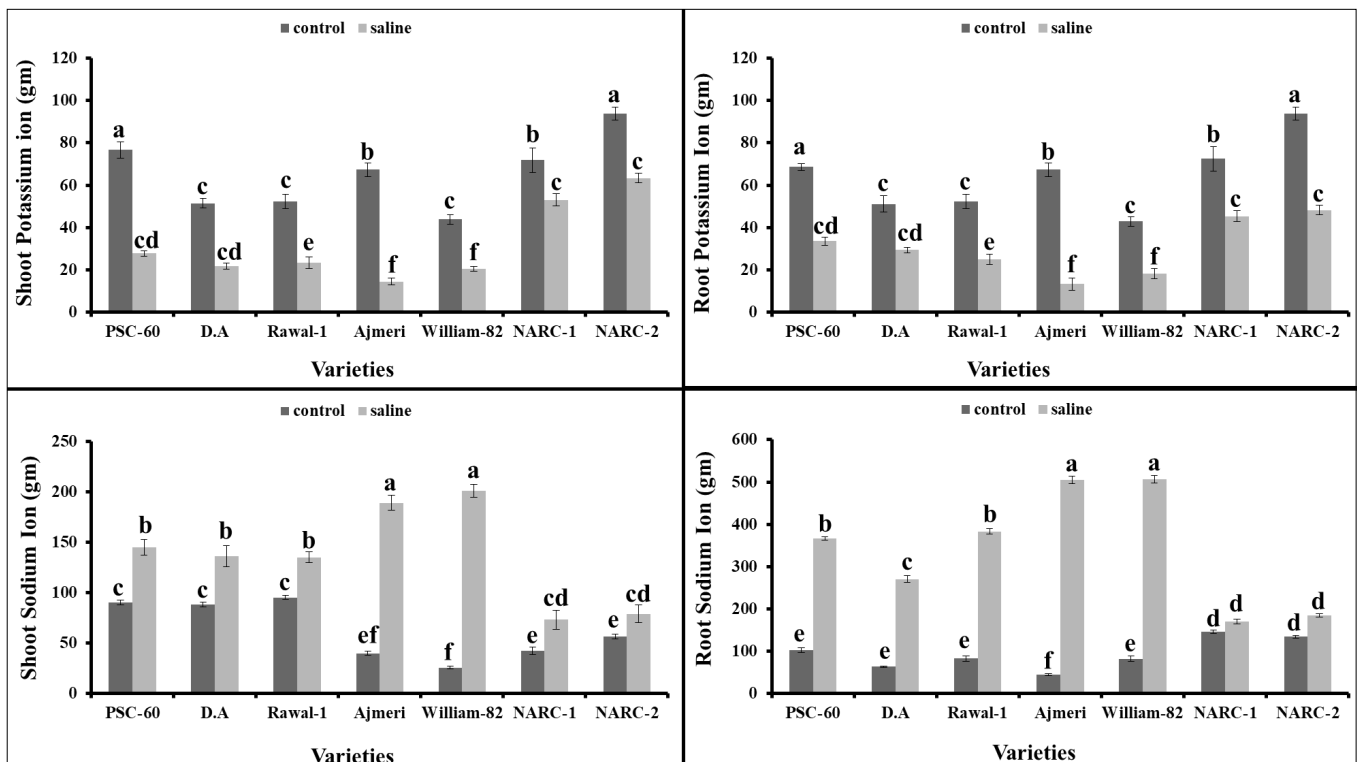 control saline
Shoot Potassium ion (gm)
120
100
80
60
40
20
0
a
cd
c
cd
c
e
b
f
c
f
b
c
a
c
PSC-60 D.A Rawal-1 Ajmeri William-82 NARC-1 NARC-2
Varieties
control saline
Root Potassium Ion (gm)
120
100
80
60
40
20
0
a
cd
c
cd
c
e
b
f
c
f
b
c
a
c
PSC-60 D.A Rawal-1 Ajmeri William-82 NARC-1 NARC-2
Varieties
control saline
Shoot Sodium Ion (gm)
250
200
150
100
50
0
c
b
c
b
c
b
ef
a
f
a
e
cd
e
cd
PSC-60 D.A Rawal-1 Ajmeri William-82 NARC-1 NARC-2
Varieties
control saline
Root Sodium Ion (gm)
600
500
400
300
200
100
0
e
b
e
c
e
b
f
a
e
a
d
d
d
d
PSC-60 D.A Rawal-1 Ajmeri William-82 NARC-1 NARC-2
Varieties